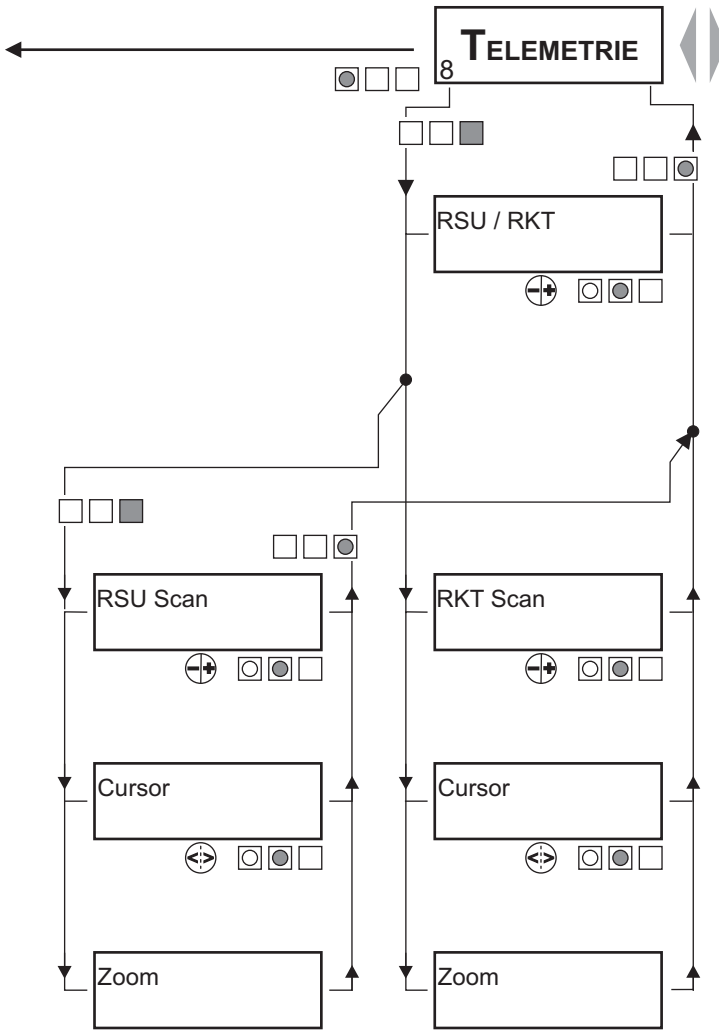 TELEMETRIE
8
RSU / RKT
RSU Scan
RKT Scan
Cursor
Cursor
Zoom
Zoom